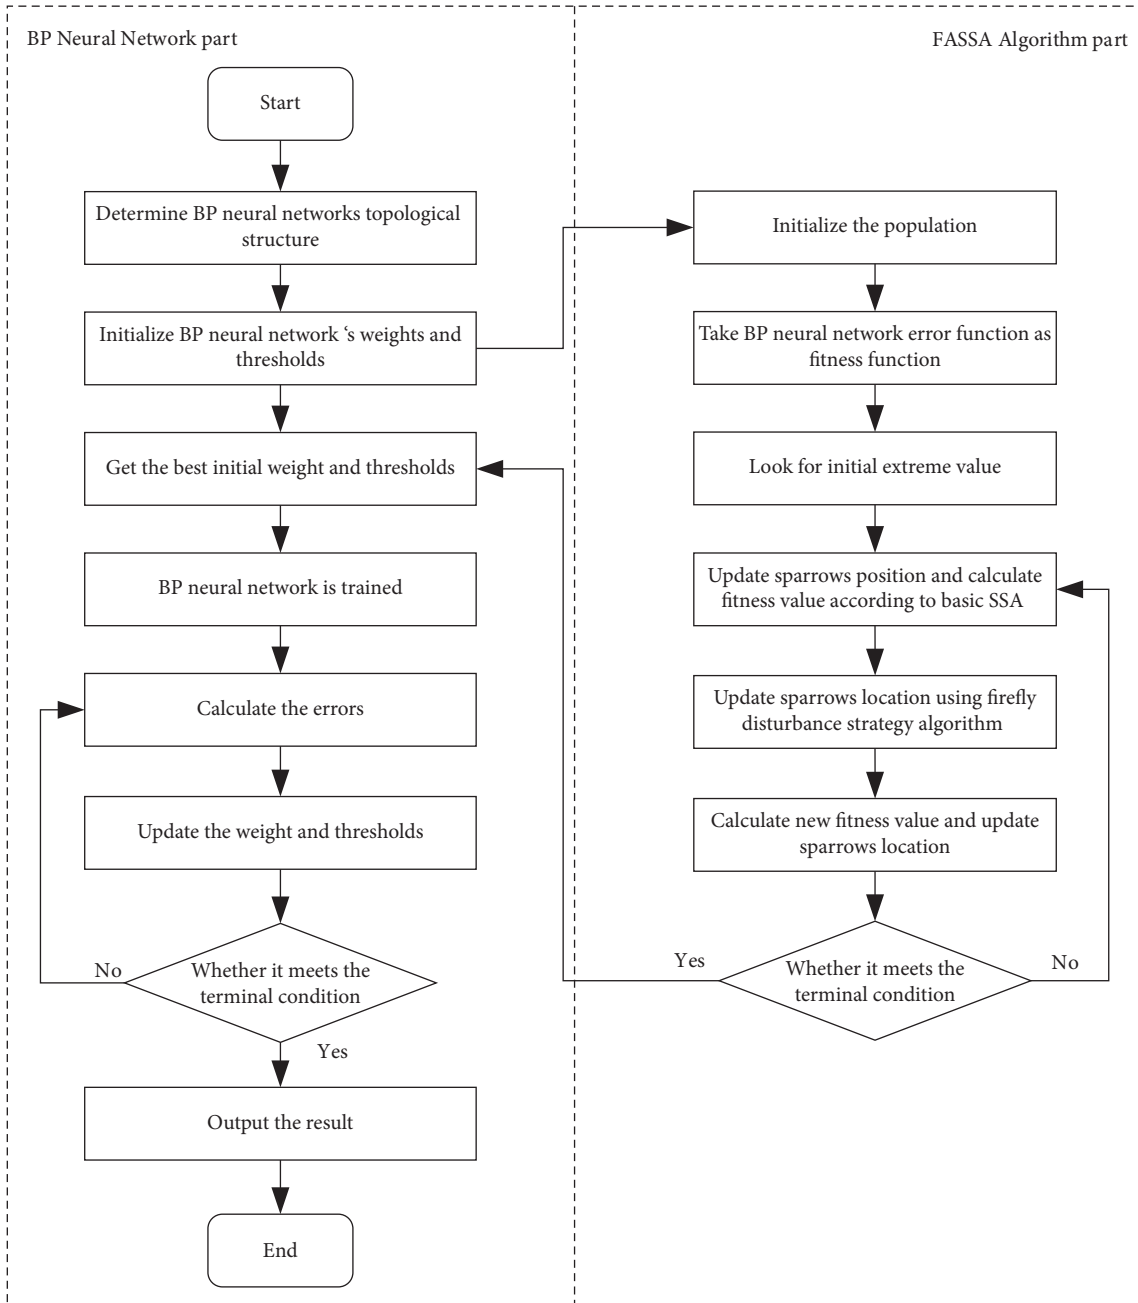 BP Neural Network part
Start
Determine BP neural networks topological
structure
Initialize BP neural network ‘s weights and
thresholds
Get the best initial weight and thresholds
BP neural network is trained
Calculate the errors
Update the weight and thresholds
No
Whether it meets the
terminal condition
Yes
Output the result
End
FASSA Algorithm part
Initialize the population
Take BP neural network error function as
fitness function
Look for initial extreme value
Update sparrows position and calculate
fitness value according to basic SSA
Update sparrows location using firefly
disturbance strategy algorithm
Calculate new fitness value and update
sparrows location
Yes
Whether it meets the
terminal condition
No